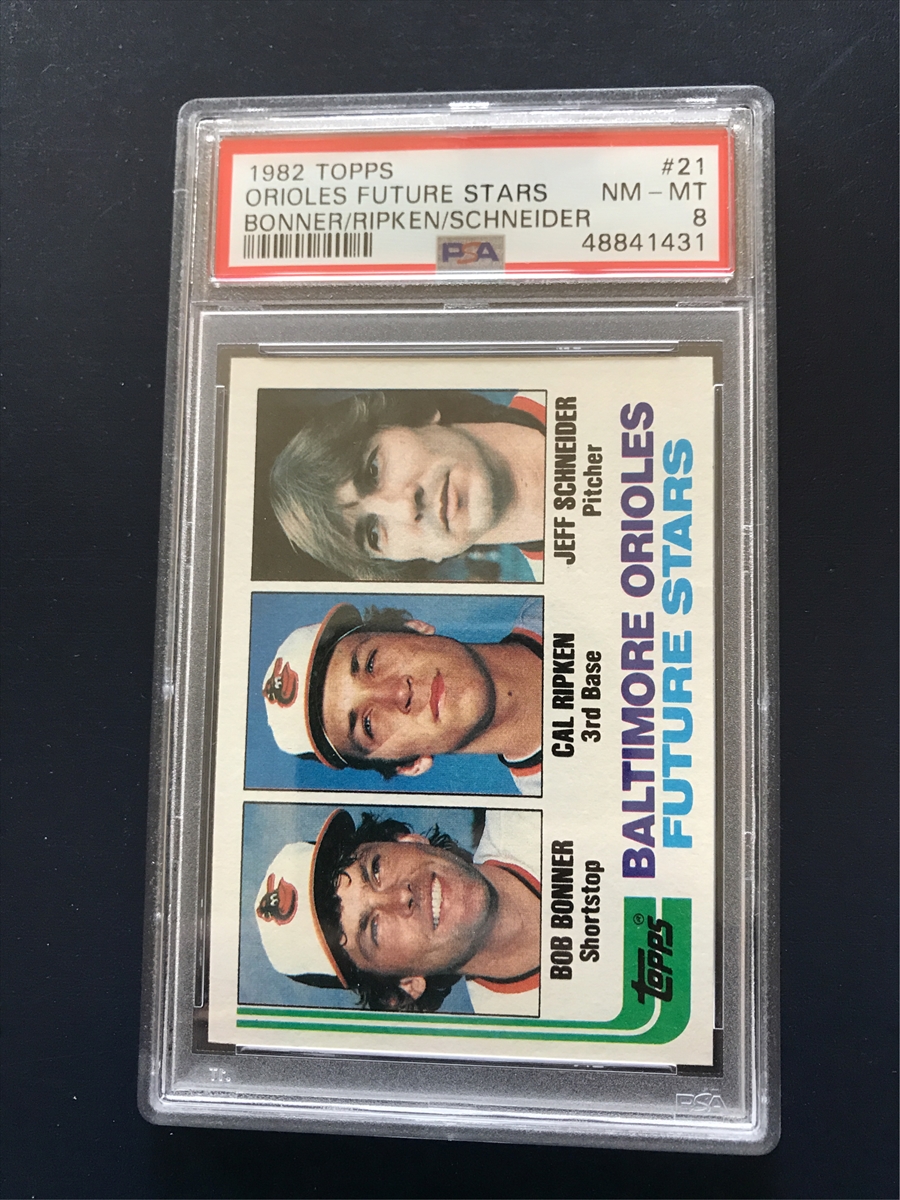 1982 TOPPS #21
ORIOLES FUTURE STARS NM - MT
BONNER/RIPKEN/SCHNEIDER 8
PSA 48841431
BOB BONNER
Shortstop
CAL RIPKEN
3rd Base
JEFF SCHNEIDER
Pitcher
topps®
BALTIMORE ORIOLES
FUTURE STARS
PSA